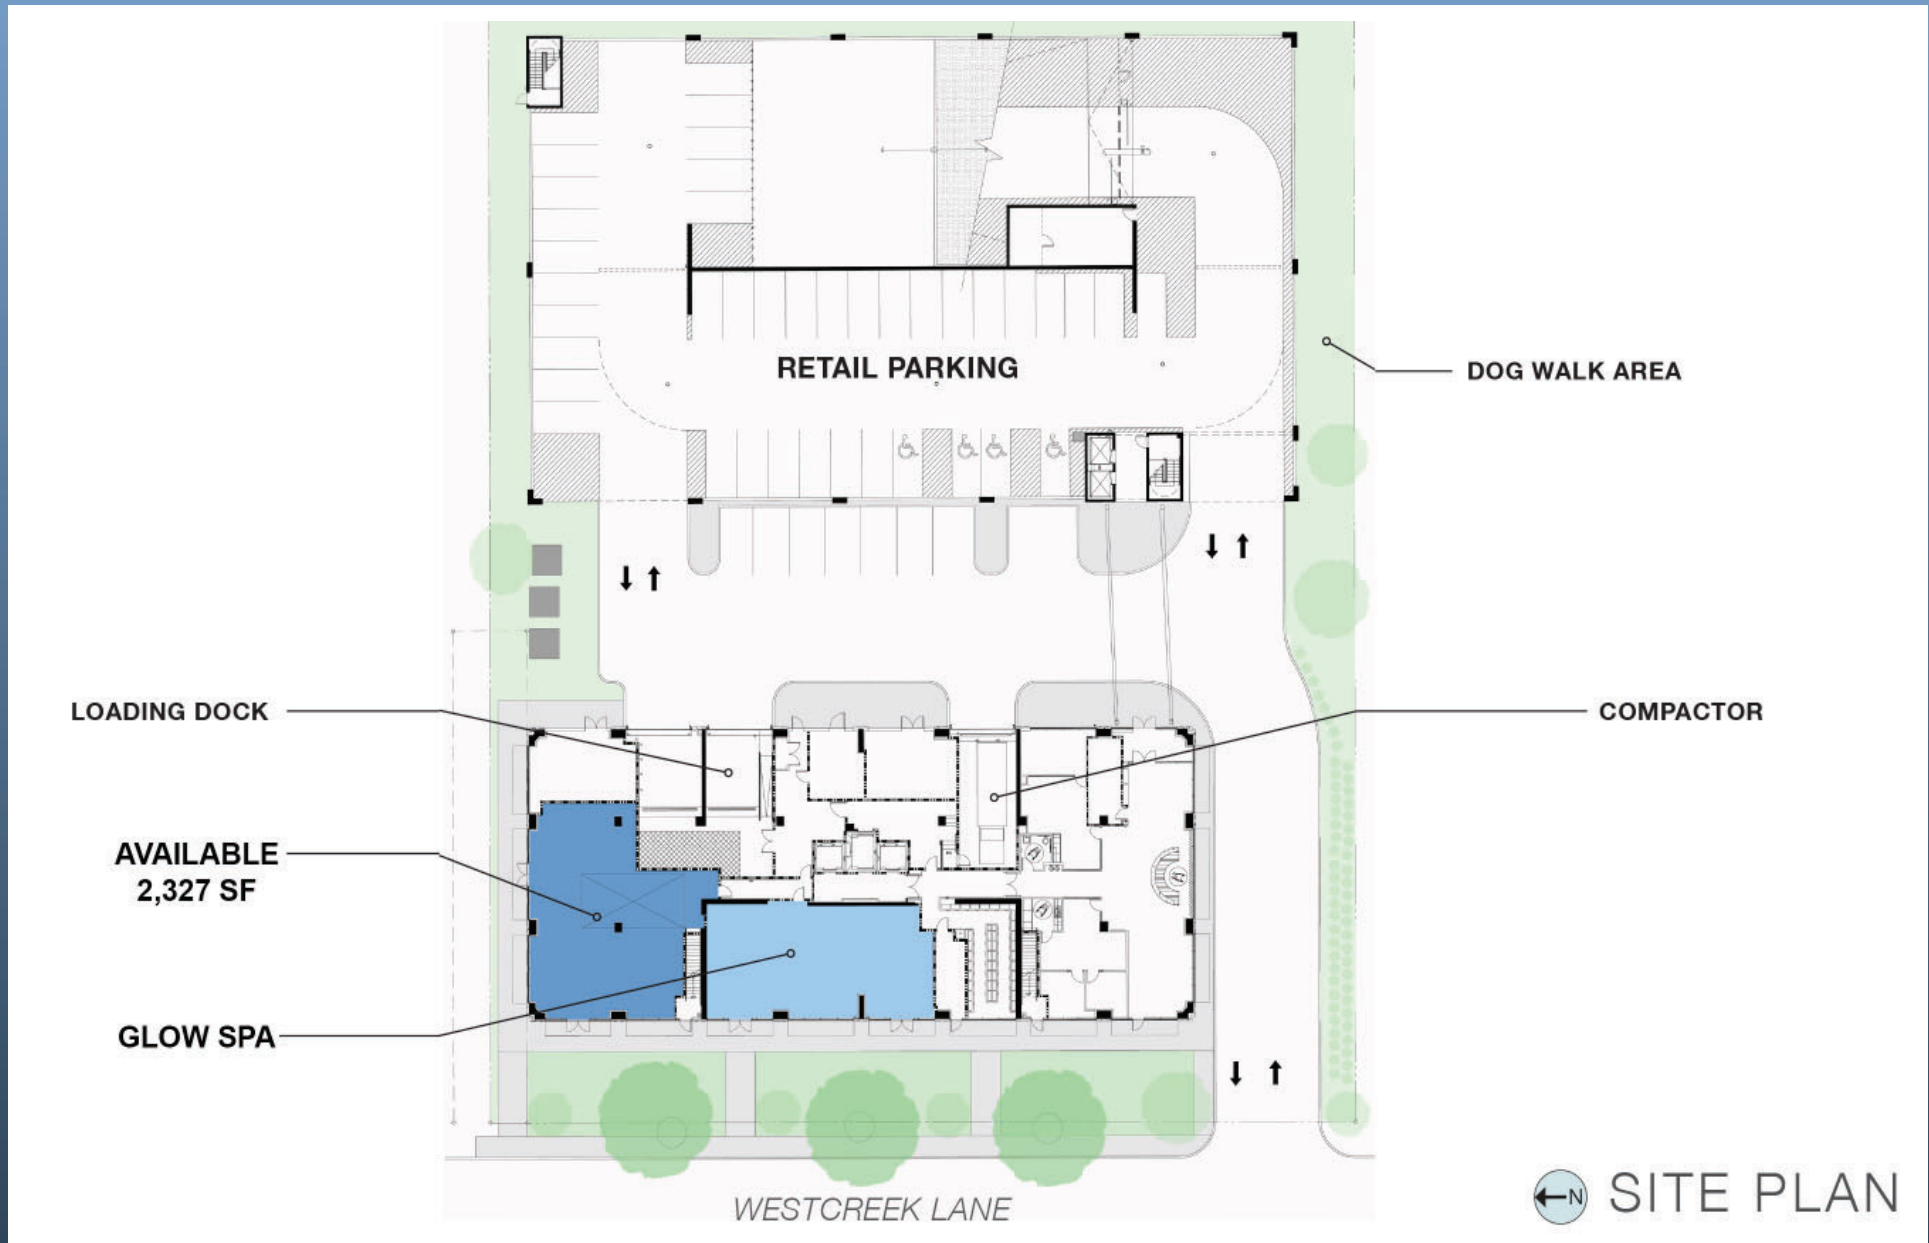 RETAIL PARKING
DOG WALK AREA
LOADING DOCK
COMPACTOR
AVAILABLE
2,327 SF
GLOW SPA
WESTCREEK LANE
N
SITE PLAN